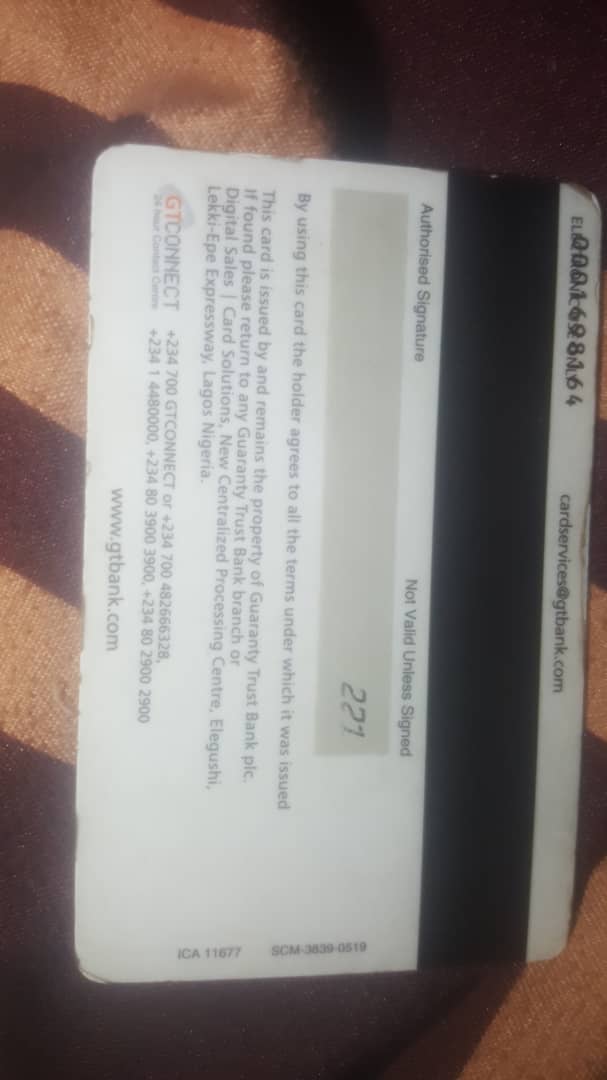 cardservices@gtbank.com
Authorised Signature Not Valid Unless Signed
By using this card the holder agrees to all the terms under which it was issued
This card is issued by and remains the property of Guaranty Trust Bank plc.
If found please return to any Guaranty Trust Bank branch or
Digital Sales | Card Solutions, New Centralized Processing Centre, Elegushi,
Lekki-Epe Expressway, Lagos Nigeria.
GTCONNECT +234 700 GTCONNECT or +234 700 482666328,
24 hour Contact Centre +234 1 4480000, +234 80 3900 3900, +234 80 2900 2900
www.gtbank.com
SCM-3839-0519
ICA 11677